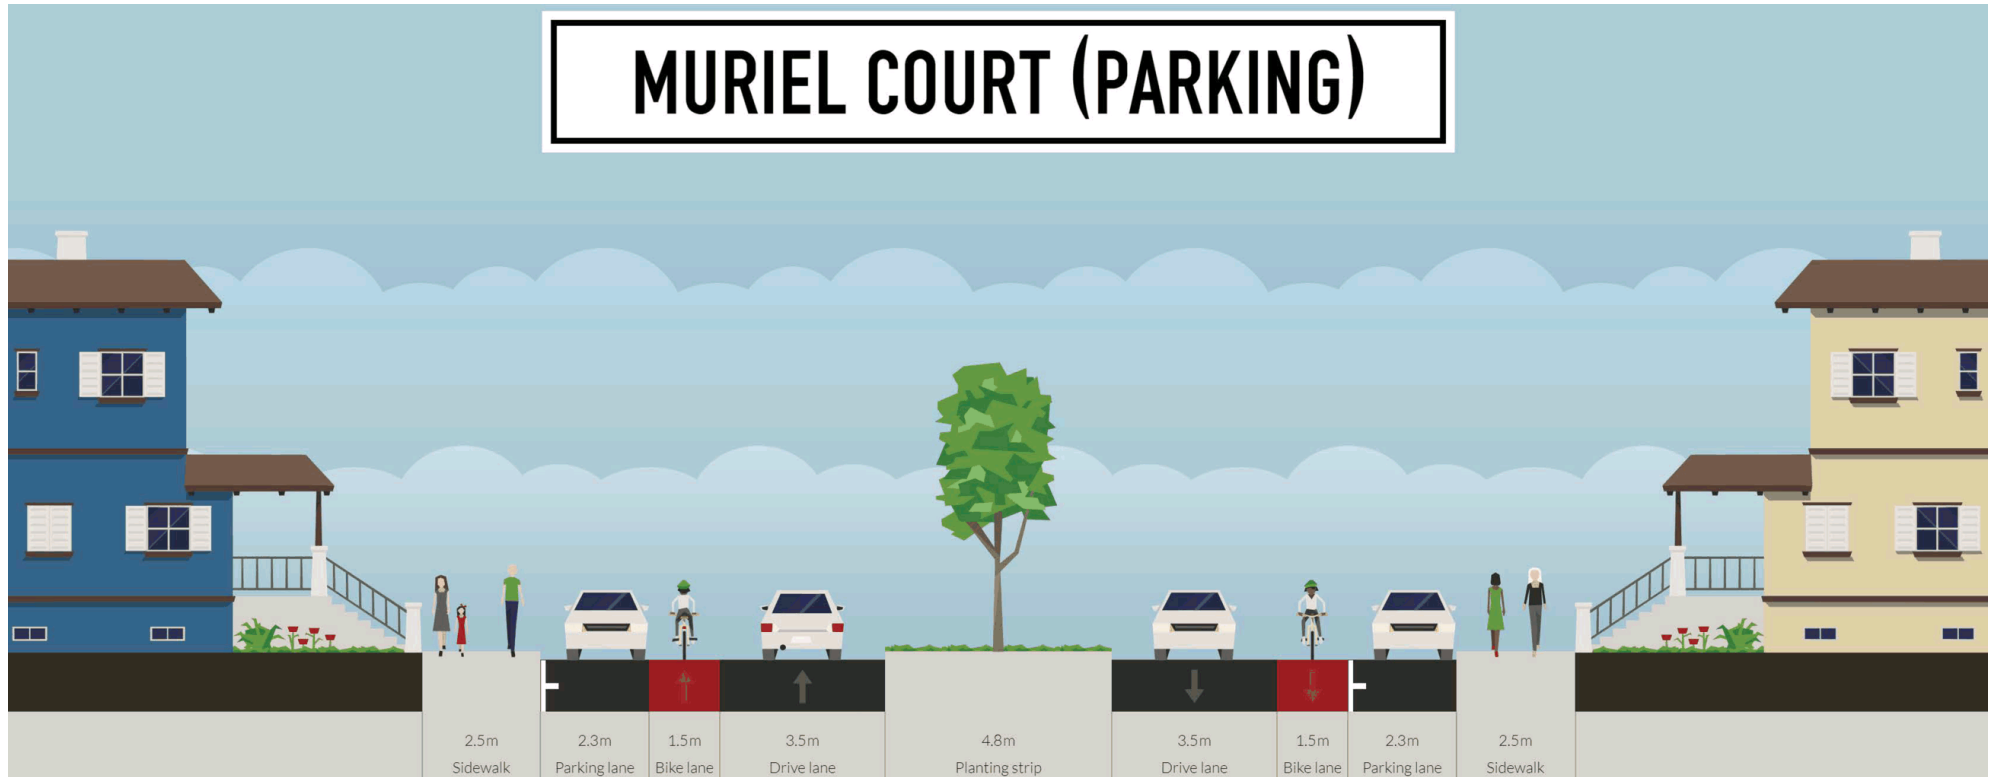 MURIEL COURT (PARKING)
2.5m
Sidewalk
2.3m
Parking lane
1.5m
Bike lane
3.5m
Drive lane
4.8m
Planting strip
3.5m
Drive lane
1.5m
Bike lane
2.3m
Parking lane
2.5m
Sidewalk